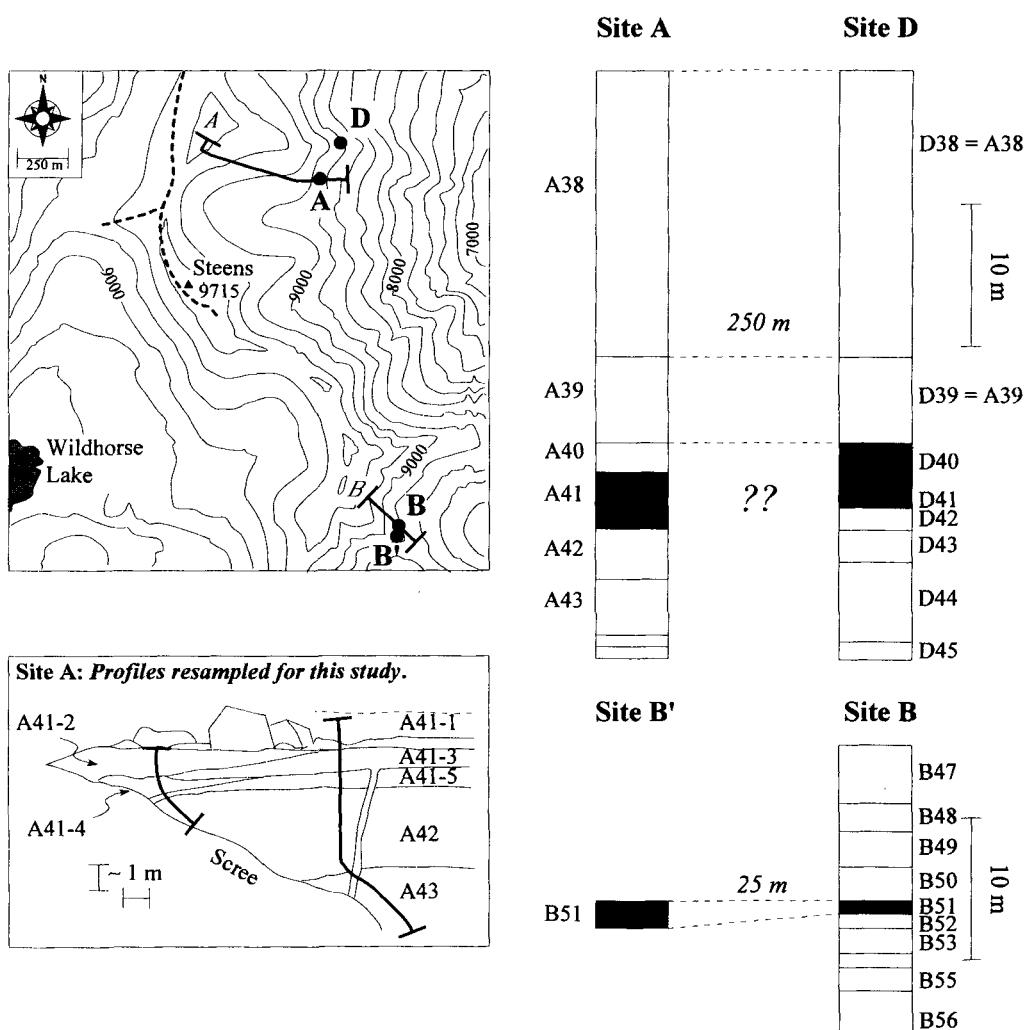 N
250 m
A
D
A
Steens
9715
9000
9000
8000
7000
9000
Wildhorse
Lake
B
B
B'
Site A: Profiles resampled for this study.
A41-2
A41-1
A41-3
A41-5
A41-4
A42
A43
Scree
~ 1 m
Site A
Site D
A38
D38 = A38
10 m
250 m
A39
D39 = A39
A40
D40
A41
??
D41
D42
A42
D43
A43
D44
D45
Site B'
Site B
B47
B48
B49
B50
25 m
10 m
B51
B51
B52
B53
B55
B56